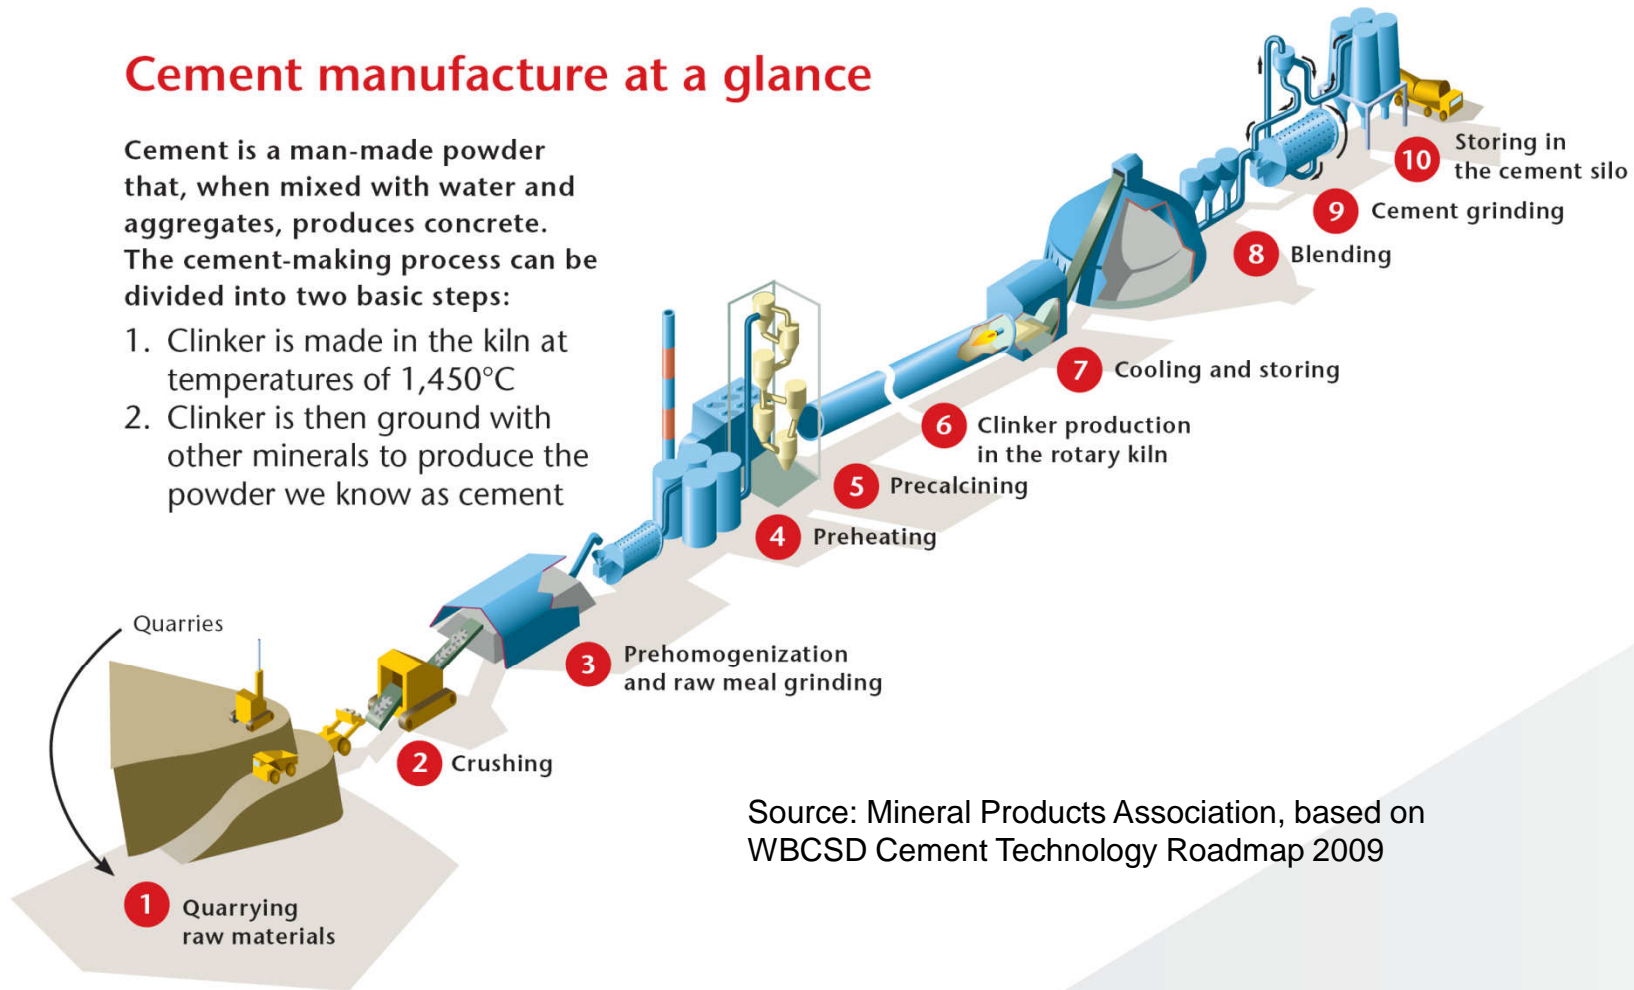 Cement manufacture at a glance
Cement is a man-made powder
that, when mixed with water and
aggregates, produces concrete.
The cement-making process can be
divided into two basic steps:
1. Clinker is made in the kiln at
temperatures of 1,450°C
2. Clinker is then ground with
other minerals to produce the
powder we know as cement
Quarries
1 Quarrying
raw materials
2 Crushing
3 Prehomogenization
and raw meal grinding
4 Preheating
5 Precalcining
6 Clinker production
in the rotary kiln
7 Cooling and storing
8 Blending
9 Cement grinding
10 Storing in
the cement silo
Source: Mineral Products Association, based on
WBCSD Cement Technology Roadmap 2009